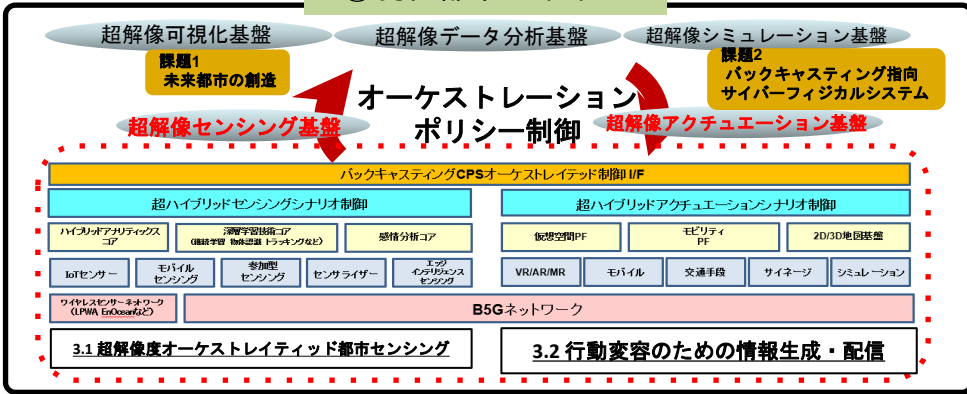 超解像可視化基盤
超解像データ分析基盤
超解像シミュレーション基盤
課題1
未来都市の創造
課題2
バックキャスティング指向
サイバーフィジカルシステム
オーケストレーション
ポリシー制御
超解像センシング基盤
超解像アクチュエーション基盤
バックキャスティングCPSオーケストレイテッド制御 I/F
超ハイブリッドセンシングシナリオ制御
超ハイブリッドアクチュエーションシナリオ制御
ハイブリッドアナリティックス
コア
深層学習技術コア
(継続学習 物体認識 トラッキングなど)
感情分析コア
仮想空間PF
モビリティ
PF
2D/3D地図基盤
IoTセンサー
モバイル
センシング
参加型
センシング
センサライザー
エッジ
インテリジェンス
センシング
VR/AR/MR
モバイル
交通手段
サイネージ
シミュレーション
ワイヤレスセンサーネットワーク
(LPWA, EnOceanなど)
B5Gネットワーク
3.1 超解像度オーケストレイティッド都市センシング
3.2 行動変容のための情報生成・配信